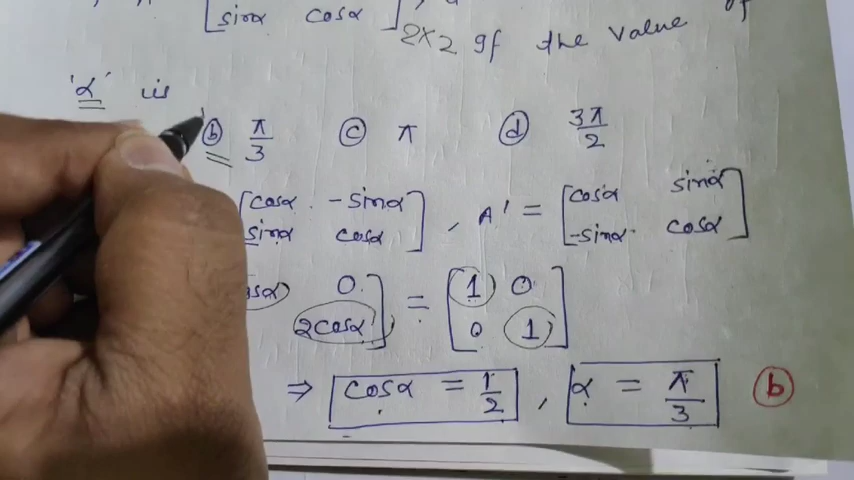 sinα cosα ]2×2 If the value of
'α' is
ⓑ π/3 ⓒ π ⓓ 3π/2
[cosα -sinα , A' = [cosα sinα
sinα cosα] -sinα cosα]
0 ] = [1 0
2cosα] 0 1]
⇒ cosα = 1/2 , α = π/3 ⓑ